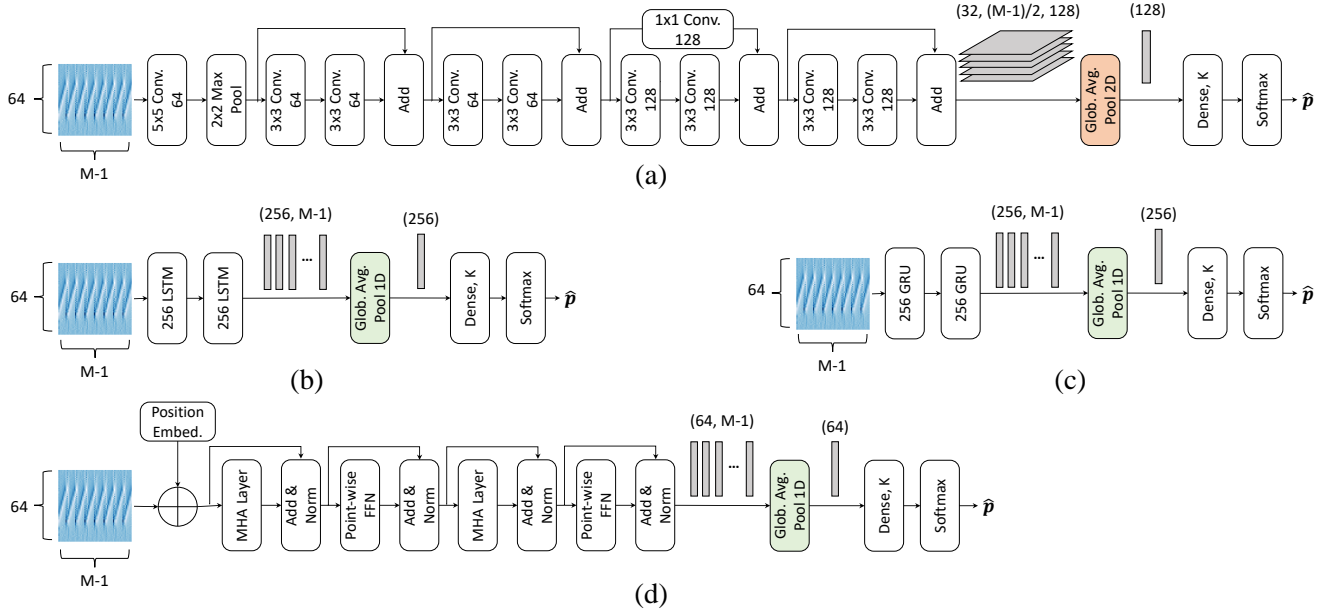 64
M-1
5x5 Conv.
64
2x2 Max
Pool
3x3 Conv.
64
3x3 Conv.
64
Add
3x3 Conv.
64
3x3 Conv.
64
Add
1x1 Conv.
128
3x3 Conv.
128
3x3 Conv.
128
Add
3x3 Conv.
128
3x3 Conv.
128
Add
(32, (M-1)/2, 128)
Glob. Avg.
Pool 2D
(128)
Dense, K
Softmax
p̂
(a)
64
M-1
256 LSTM
256 LSTM
(256, M-1)
...
Glob. Avg.
Pool 1D
(256)
Dense, K
Softmax
p̂
(b)
64
M-1
256 GRU
256 GRU
(256, M-1)
...
Glob. Avg.
Pool 1D
(256)
Dense, K
Softmax
p̂
(c)
Position
Embed.
64
M-1
MHA Layer
Add &
Norm
Point-wise
FFN
Add &
Norm
MHA Layer
Add &
Norm
Point-wise
FFN
Add &
Norm
(64, M-1)
...
Glob. Avg.
Pool 1D
(64)
Dense, K
Softmax
p̂
(d)